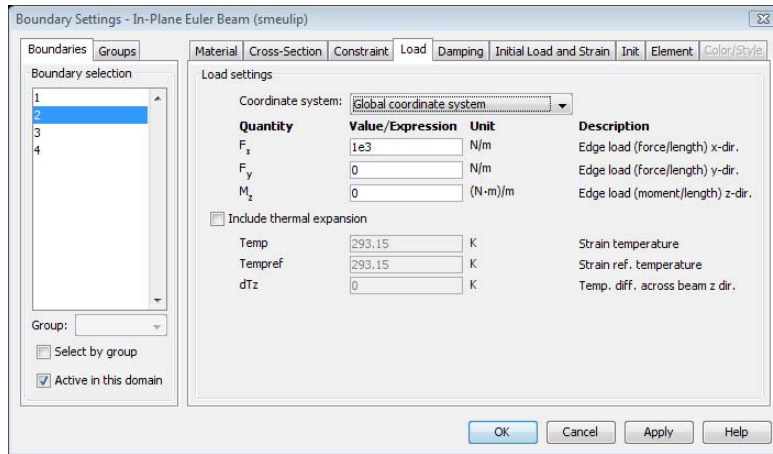 Boundary Settings - In-Plane Euler Beam (smeulip)
Boundaries Groups
Boundary selection
1
2
3
4
Group:
Select by group
Active in this domain
Material Cross-Section Constraint Load Damping Initial Load and Strain Init Element Color/Style
Load settings
Coordinate system: Global coordinate system
Quantity Value/Expression Unit Description
Fx 1e3 N/m Edge load (force/length) x-dir.
Fy 0 N/m Edge load (force/length) y-dir.
Mz 0 (N·m)/m Edge load (moment/length) z-dir.
Include thermal expansion
Temp 293.15 K Strain temperature
Tempref 293.15 K Strain ref. temperature
dTz 0 K Temp. diff. across beam z dir.
OK Cancel Apply Help